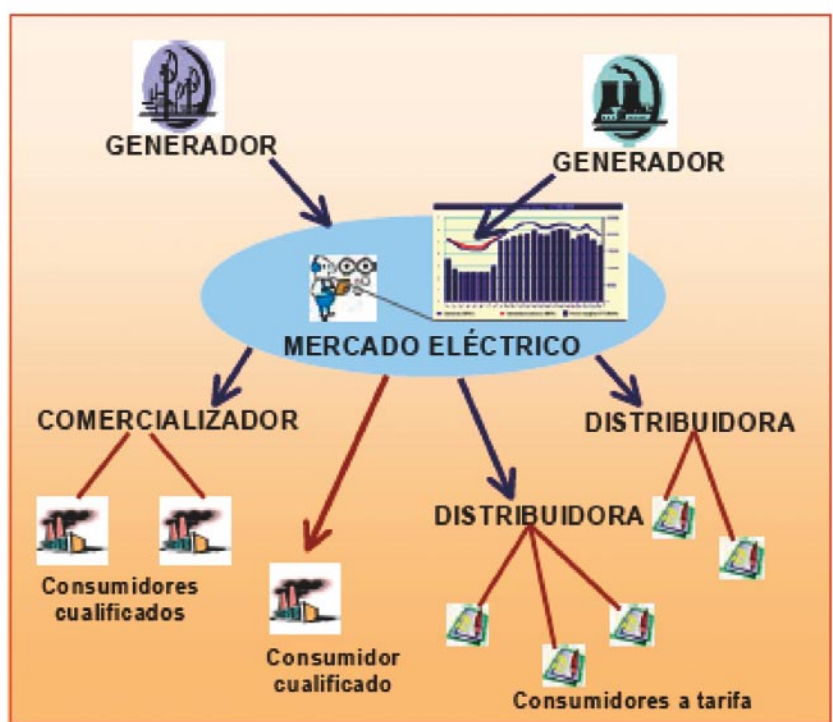 GENERADOR
GENERADOR
MERCADO ELÉCTRICO
COMERCIALIZADOR
DISTRIBUIDORA
DISTRIBUIDORA
Consumidores
cualificados
Consumidor
cualificado
Consumidores a tarifa